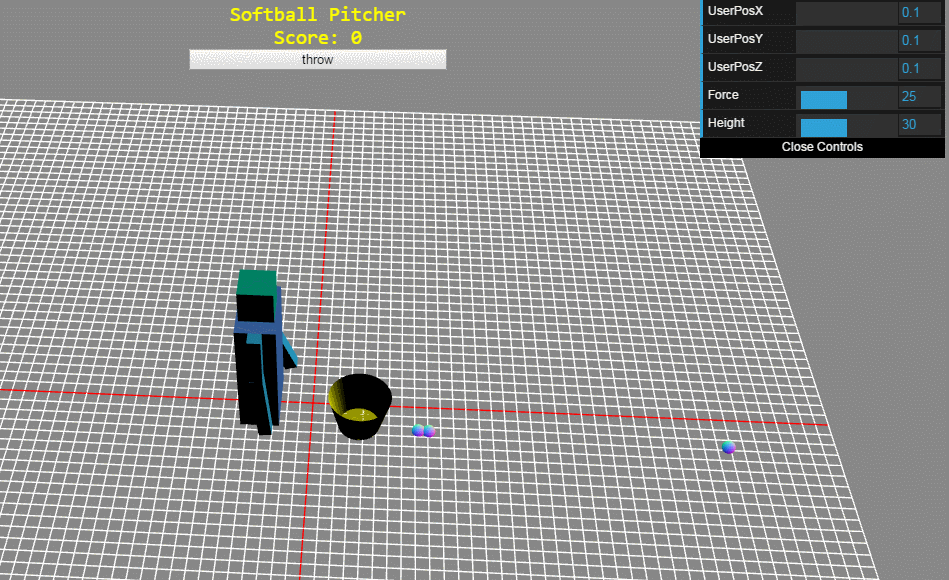 Softball Pitcher
Score: 0
throw
UserPosX 0.1
UserPosY 0.1
UserPosZ 0.1
Force 25
Height 30
Close Controls